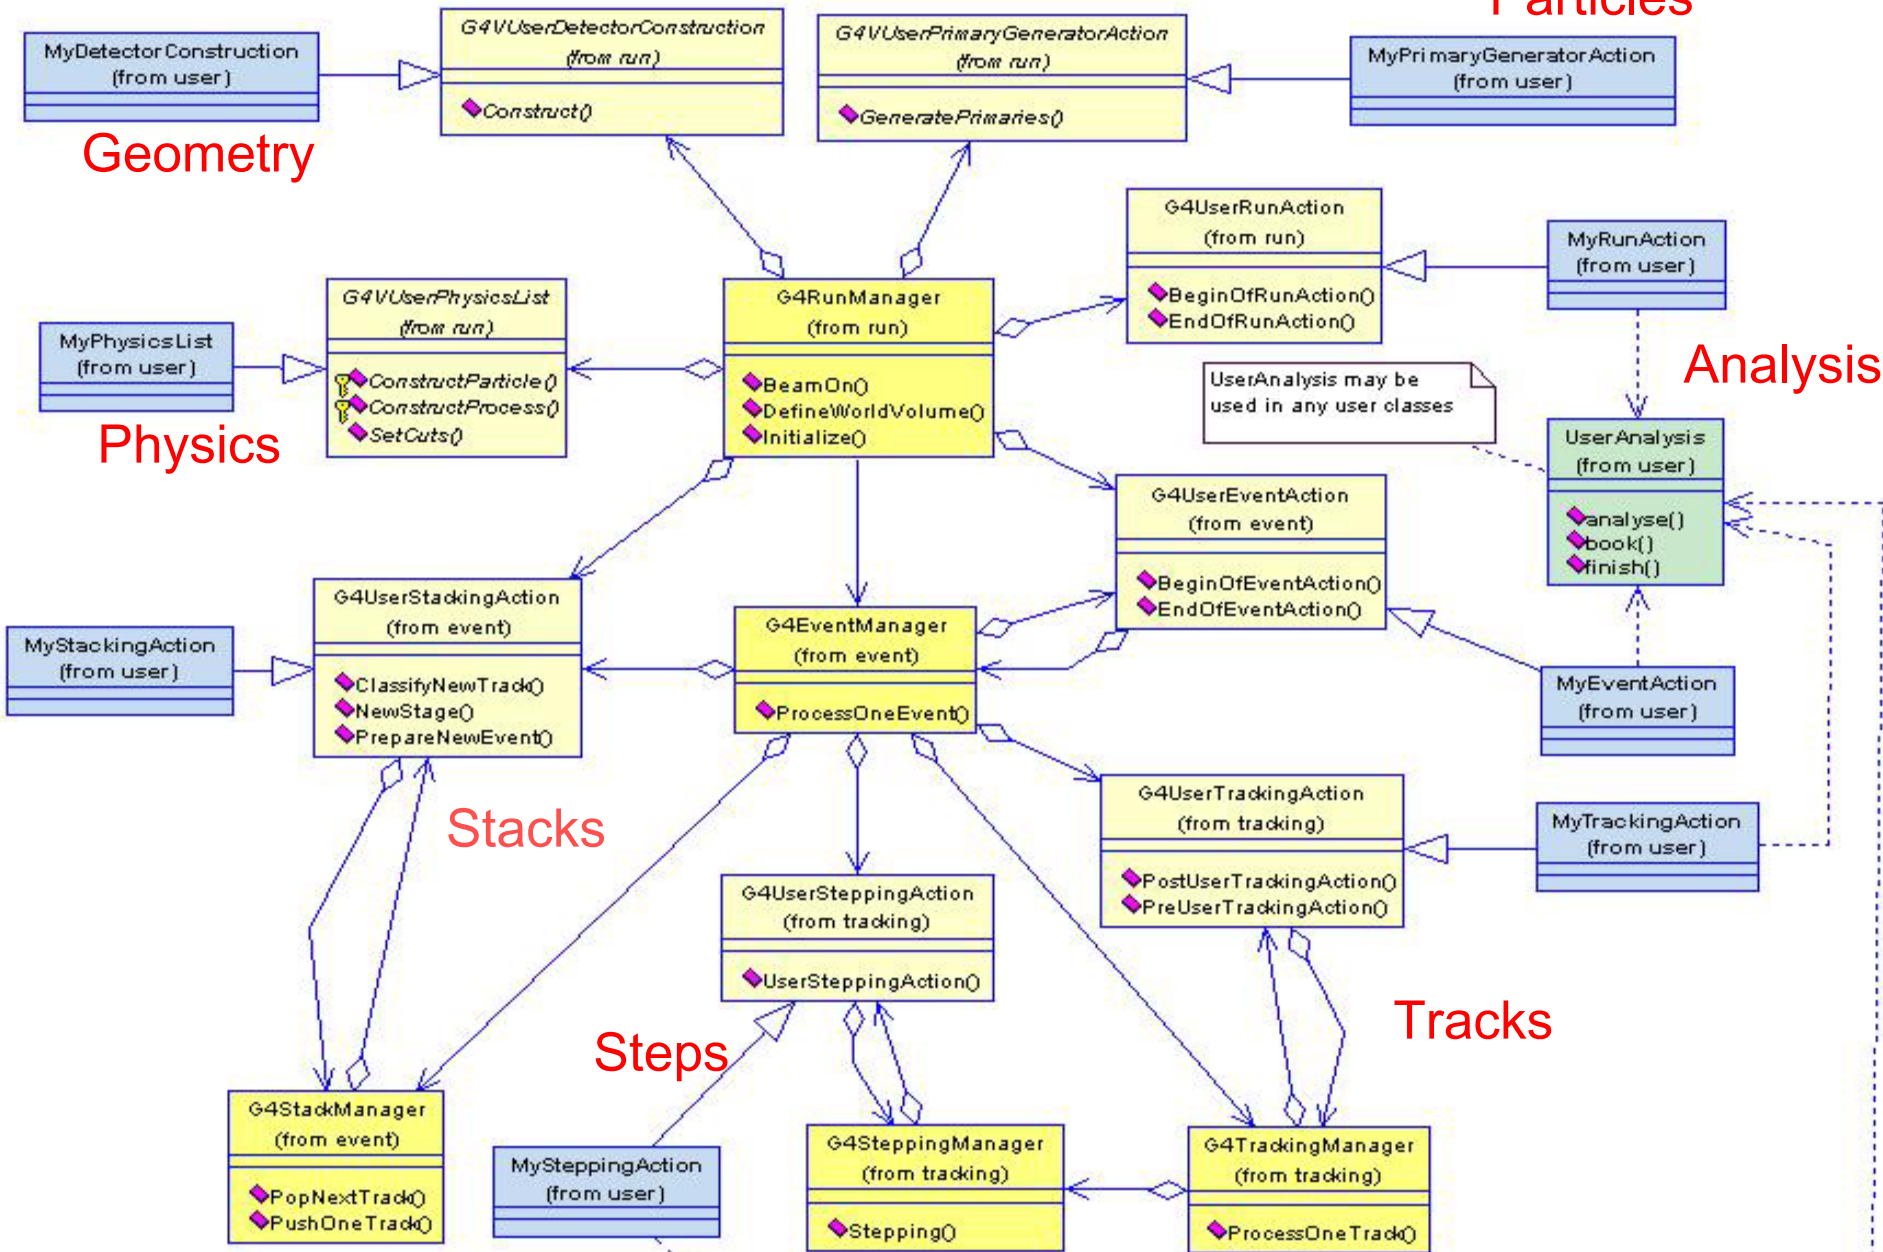 Particles
MyDetectorConstruction
(from user)
G4VUserDetectorConstruction
(from run)
Construct()
G4VUserPrimaryGeneratorAction
(from run)
GeneratePrimaries()
MyPrimaryGeneratorAction
(from user)
Geometry
G4UserRunAction
(from run)
BeginOfRunAction()
EndOfRunAction()
MyRunAction
(from user)
G4VUserPhysicsList
(from run)
ConstructParticle()
ConstructProcess()
SetCuts()
G4RunManager
(from run)
BeamOn()
DefineWorldVolume()
Initialize()
MyPhysicsList
(from user)
Physics
Analysis
UserAnalysis may be
used in any user classes
UserAnalysis
(from user)
analyse()
book()
finish()
G4UserEventAction
(from event)
BeginOfEventAction()
EndOfEventAction()
G4UserStackingAction
(from event)
ClassifyNewTrack()
NewStage()
PrepareNewEvent()
G4EventManager
(from event)
ProcessOneEvent()
MyStackingAction
(from user)
MyEventAction
(from user)
Stacks
G4UserTrackingAction
(from tracking)
PostUserTrackingAction()
PreUserTrackingAction()
MyTrackingAction
(from user)
G4UserSteppingAction
(from tracking)
UserSteppingAction()
Steps
Tracks
G4StackManager
(from event)
PopNextTrack()
PushOneTrack()
MySteppingAction
(from user)
G4SteppingManager
(from tracking)
Stepping()
G4TrackingManager
(from tracking)
ProcessOneTrack()